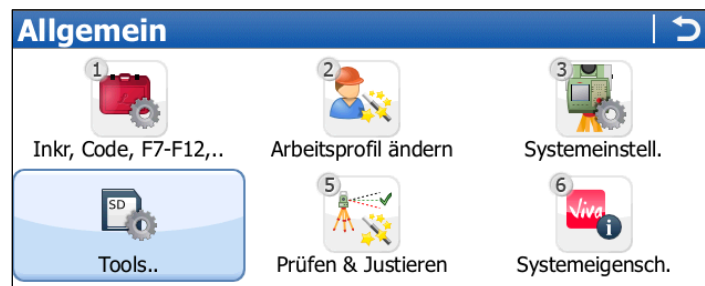 Allgemein
1
2
3
Inkr, Code, F7-F12,..
Arbeitsprofil ändern
Systemeinstell.
SD
5
6
Viva
Tools..
Prüfen & Justieren
Systemeigensch.